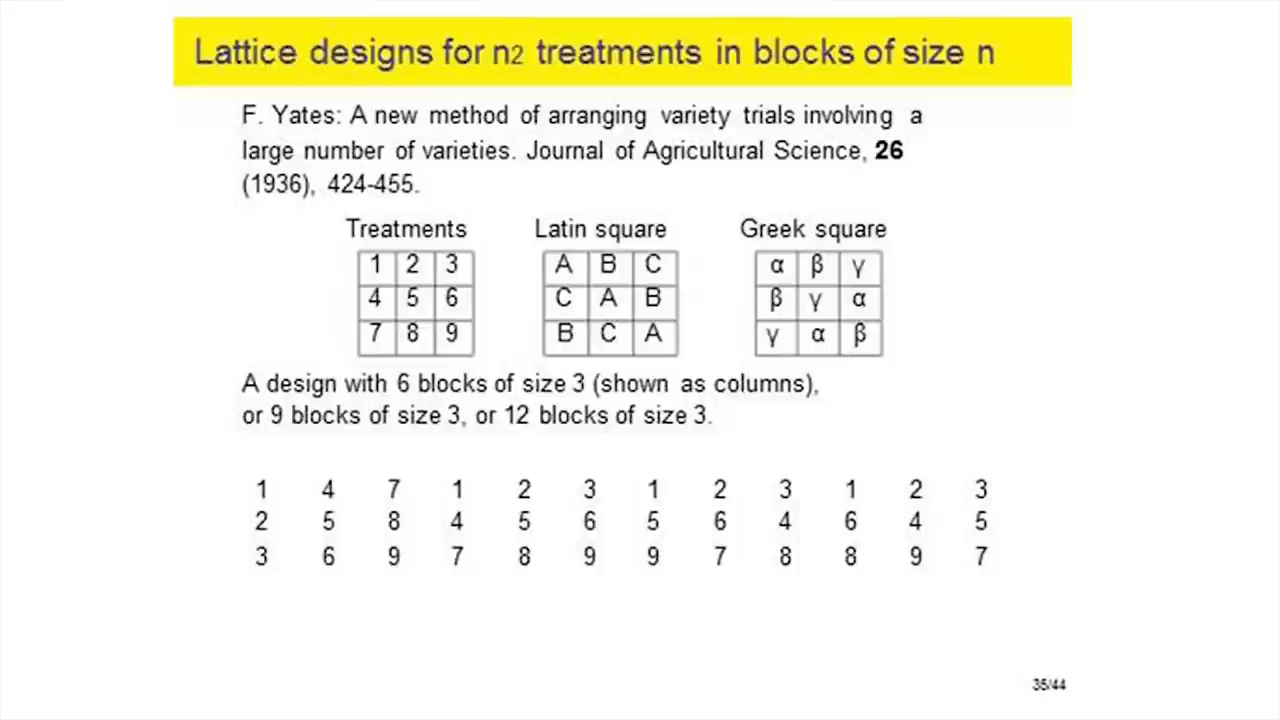 Lattice designs for n2 treatments in blocks of size n
F. Yates: A new method of arranging variety trials involving a
large number of varieties. Journal of Agricultural Science, 26
(1936), 424-455.
Treatments Latin square Greek square
1 2 3 A B C α β γ
4 5 6 C A B β γ α
7 8 9 B C A γ α β
A design with 6 blocks of size 3 (shown as columns),
or 9 blocks of size 3, or 12 blocks of size 3.
1 4 7 1 2 3 1 2 3 1 2 3
2 5 8 4 5 6 5 6 4 6 4 5
3 6 9 7 8 9 9 7 8 8 9 7
35/44